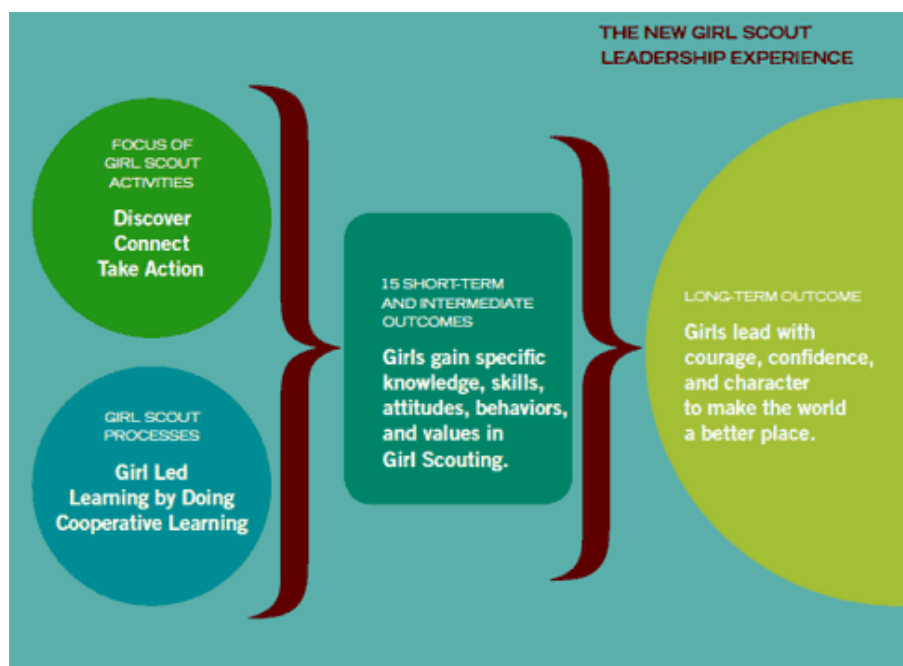 THE NEW GIRL SCOUT
LEADERSHIP EXPERIENCE
FOCUS OF
GIRL SCOUT
ACTIVITIES
Discover
Connect
Take Action
GIRL SCOUT
PROCESSES
Girl Led
Learning by Doing
Cooperative Learning
15 SHORT-TERM
AND INTERMEDIATE
OUTCOMES
Girls gain specific
knowledge, skills,
attitudes, behaviors,
and values in
Girl Scouting.
LONG-TERM OUTCOME
Girls lead with
courage, confidence,
and character
to make the world
a better place.